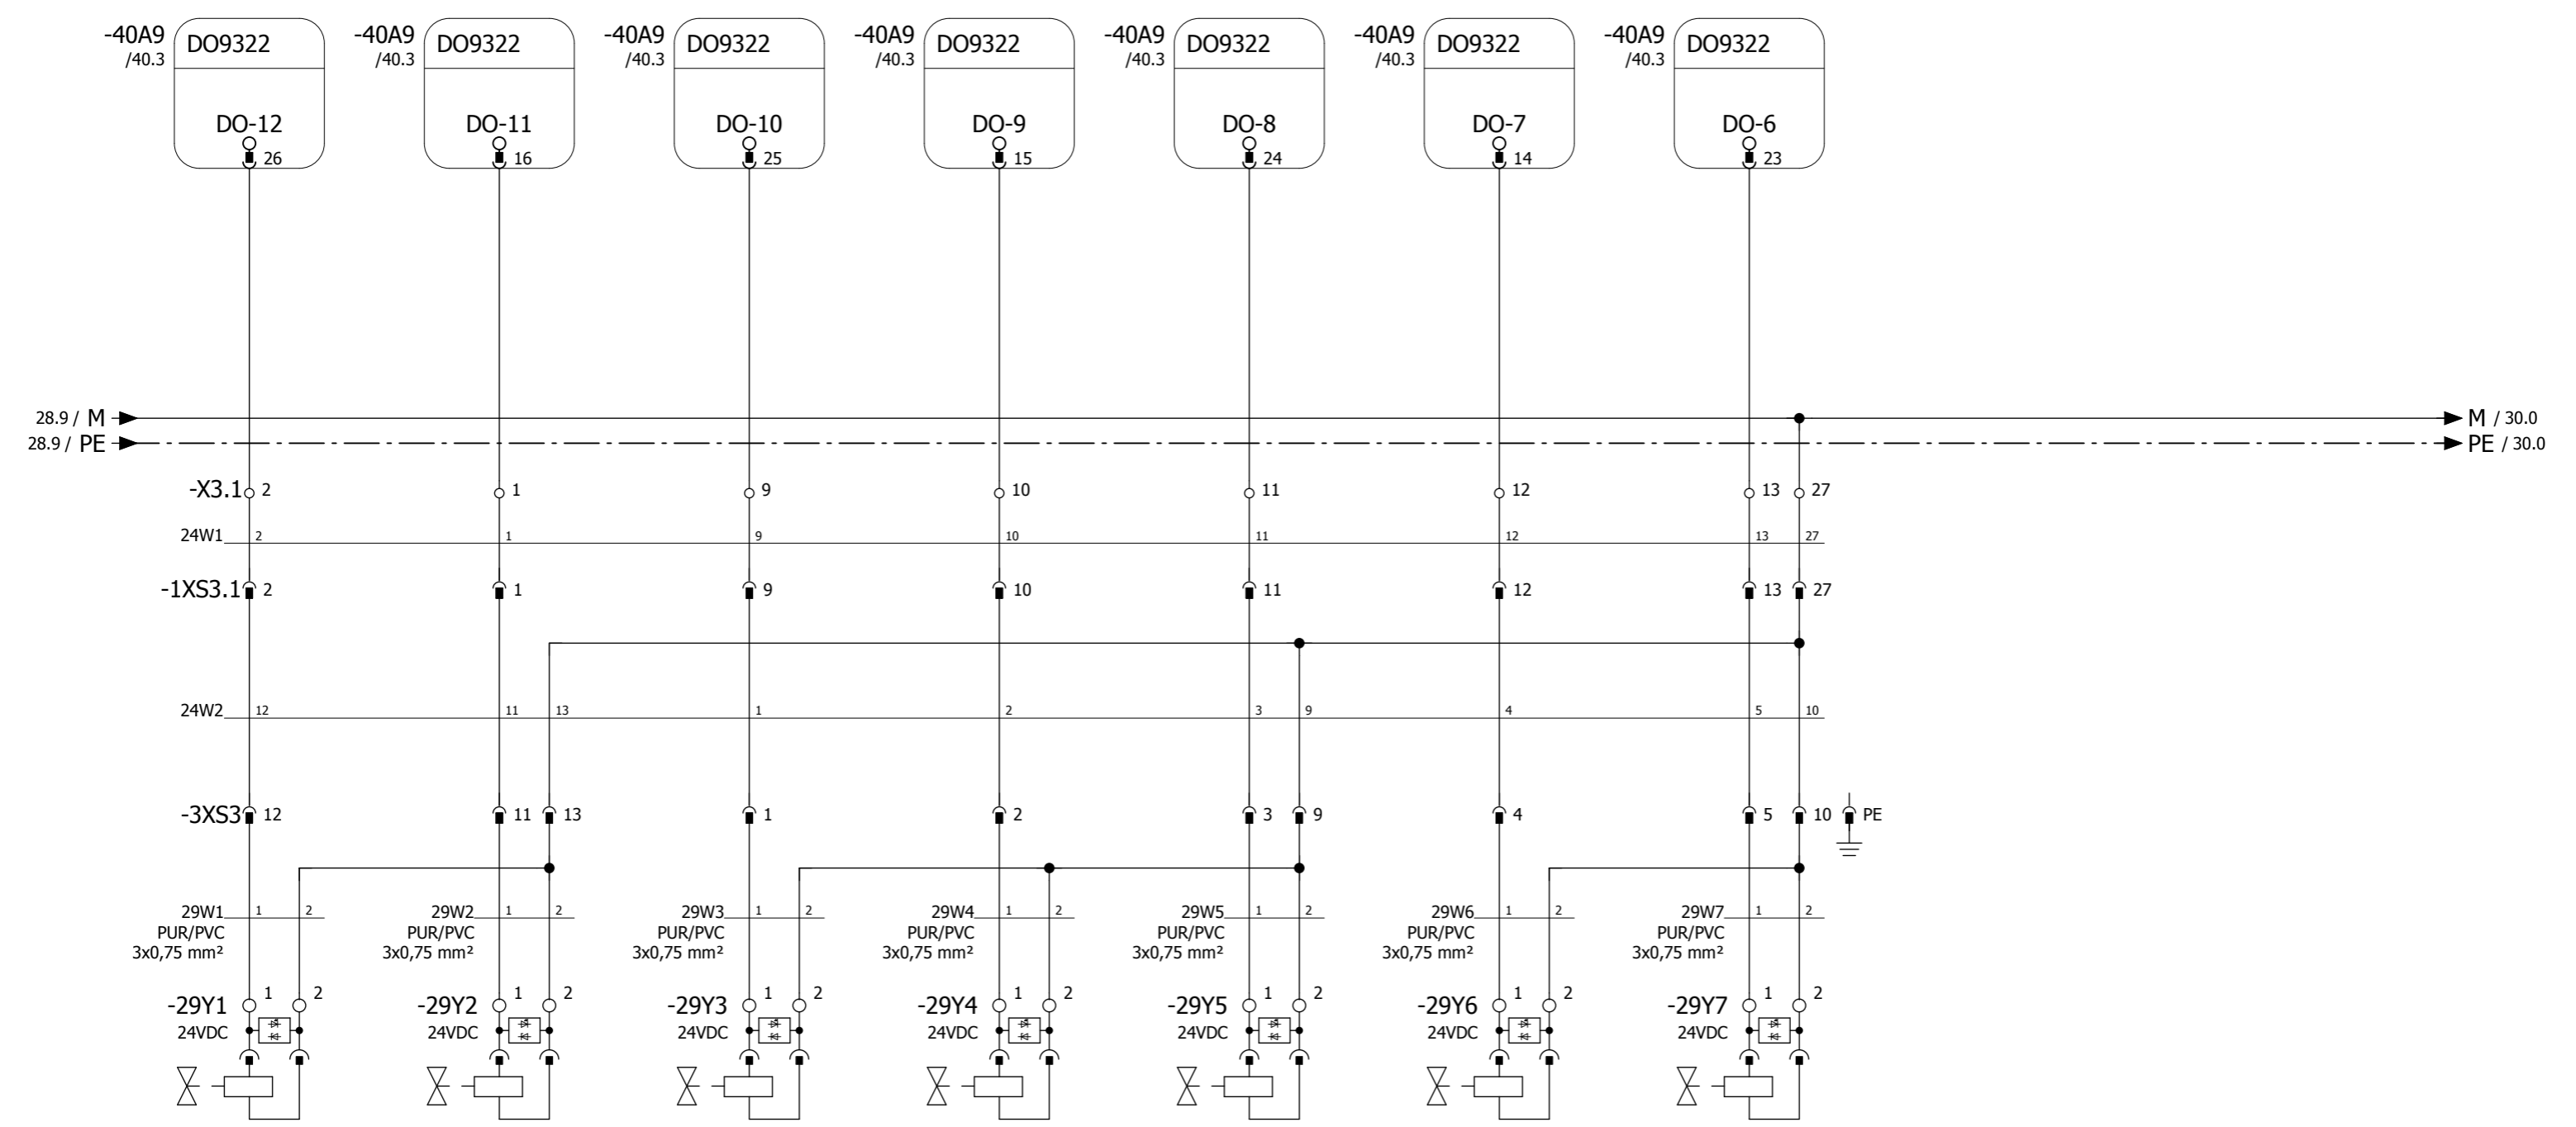 -40A9 DO9322 -40A9 DO9322 -40A9 DO9322 -40A9 DO9322 -40A9 DO9322 -40A9 DO9322 -40A9 DO9322
/40.3 /40.3 /40.3 /40.3 /40.3 /40.3 /40.3
DO-12 DO-11 DO-10 DO-9 DO-8 DO-7 DO-6
26 16 25 15 24 14 23
28.9 / M M / 30.0
28.9 / PE PE / 30.0
-X3.1 2 1 9 10 11 12 13 27
24W1 2 1 9 10 11 12 13 27
-1XS3.1 2 1 9 10 11 12 13 27
24W2 12 11 13 1 2 3 9 4 5 10
-3XS3 12 11 13 1 2 3 9 4 5 10 PE
29W1 1 2 29W2 1 2 29W3 1 2 29W4 1 2 29W5 1 2 29W6 1 2 29W7 1 2
PUR/PVC PUR/PVC PUR/PVC PUR/PVC PUR/PVC PUR/PVC PUR/PVC
3x0,75 mm² 3x0,75 mm² 3x0,75 mm² 3x0,75 mm² 3x0,75 mm² 3x0,75 mm² 3x0,75 mm²
-29Y1 1 2 -29Y2 1 2 -29Y3 1 2 -29Y4 1 2 -29Y5 1 2 -29Y6 1 2 -29Y7 1 2
24VDC 24VDC 24VDC 24VDC 24VDC 24VDC 24VDC